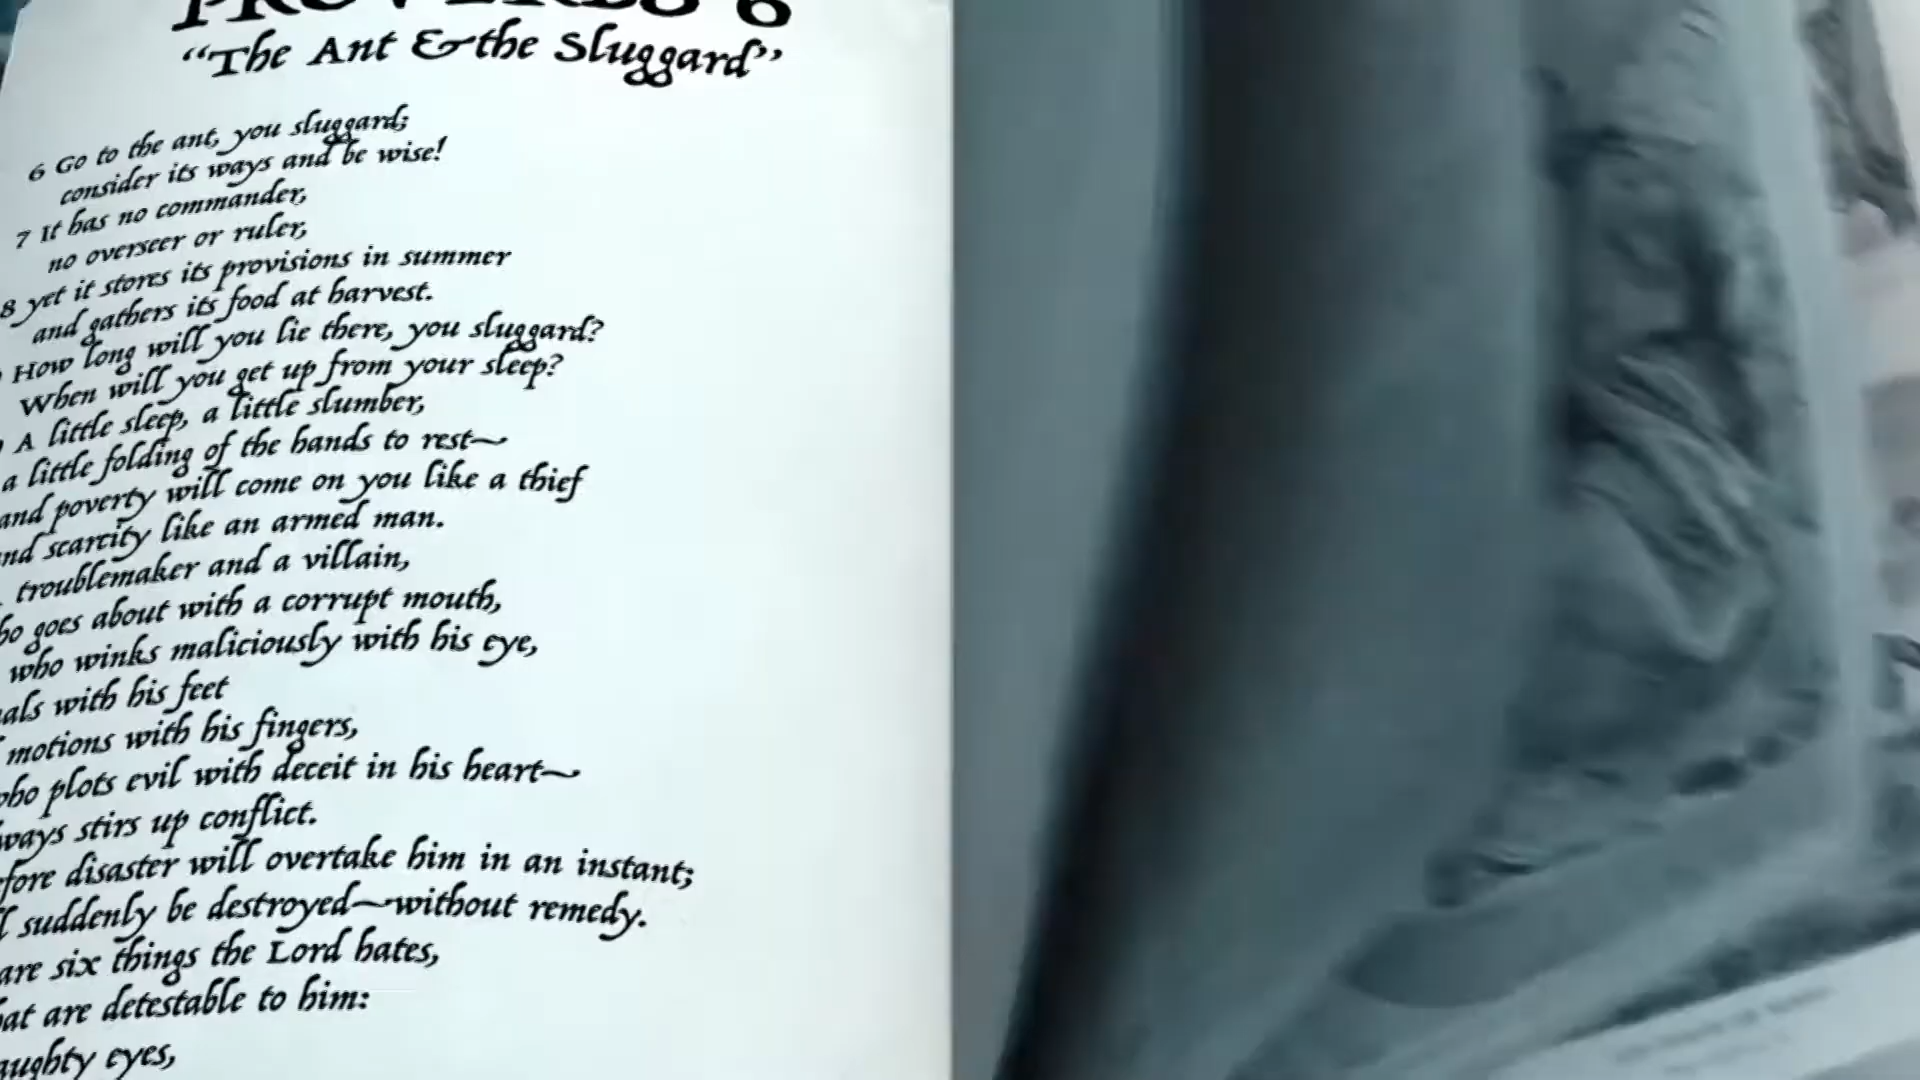 PROVERBS 6
“The Ant & the Sluggard”
6 Go to the ant, you sluggard;
consider its ways and be wise!
7 It has no commander,
no overseer or ruler,
8 yet it stores its provisions in summer
and gathers its food at harvest.
How long will you lie there, you sluggard?
When will you get up from your sleep?
A little sleep, a little slumber,
a little folding of the hands to rest—
and poverty will come on you like a thief
scarcity like an armed man.
troublemaker and a villain,
goes about with a corrupt mouth,
who winks maliciously with his eye,
with his feet
motions with his fingers,
plots evil with deceit in his heart—
stirs up conflict.
disaster will overtake him in an instant;
suddenly be destroyed—without remedy.
are six things the Lord hates,
are detestable to him:
eyes,